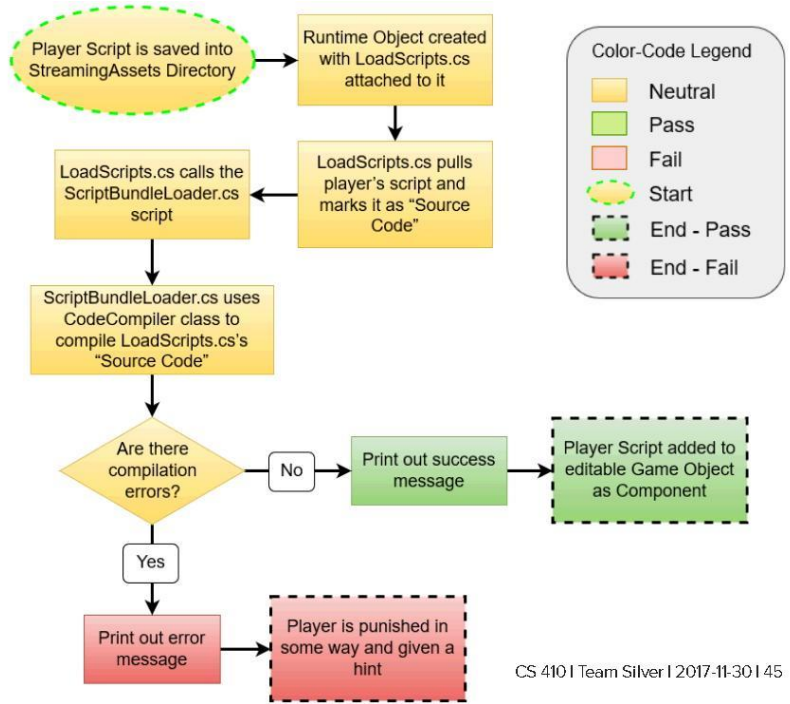 Player Script is saved into
StreamingAssets Directory
Runtime Object created
with LoadScripts.cs
attached to it
LoadScripts.cs pulls
player's script and
marks it as “Source
Code”
LoadScripts.cs calls the
ScriptBundleLoader.cs
script
ScriptBundleLoader.cs uses
CodeCompiler class to
compile LoadScripts.cs's
“Source Code”
Are there
compilation
errors?
No
Print out success
message
Player Script added to
editable Game Object
as Component
Yes
Print out error
message
Player is punished in
some way and given a
hint
Color-Code Legend
Neutral
Pass
Fail
Start
End - Pass
End - Fail
CS 410 I Team Silver I 2017-11-30 I 45